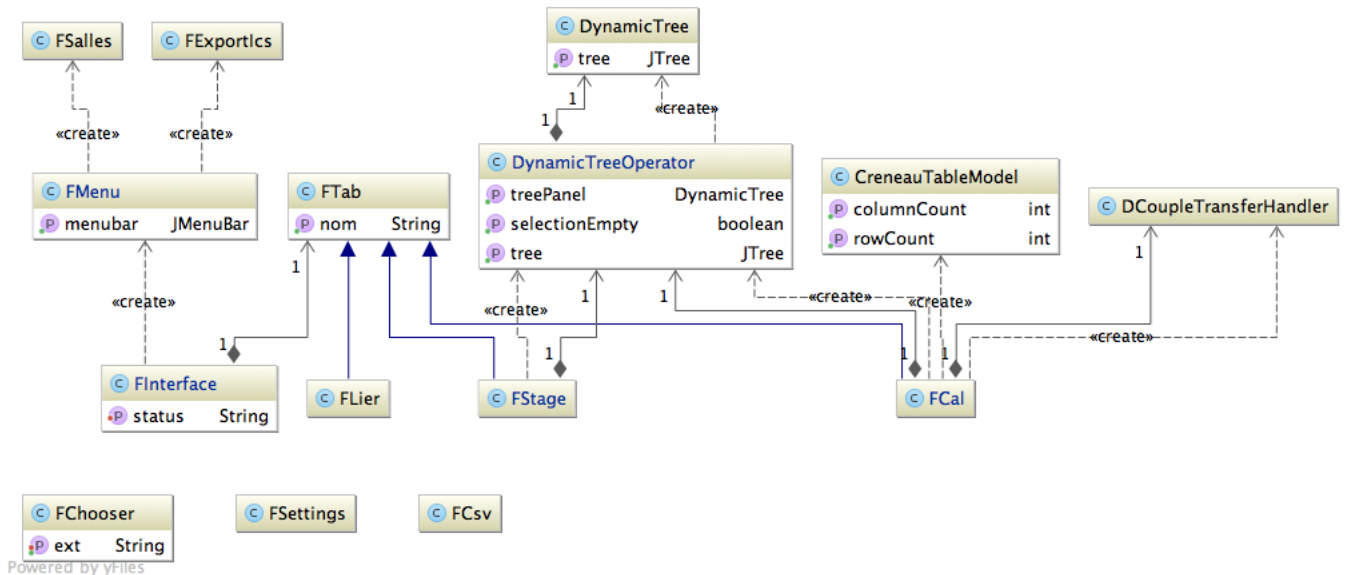 C DynamicTree
P tree JTree
C FSalles
C FExportIcs
1
«create»
1
«create»
«create»
C DynamicTreeOperator
P treePanel DynamicTree
P selectionEmpty boolean
P tree JTree
C CreneauTableModel
P columnCount int
P rowCount int
C FMenu
P menubar JMenuBar
C FTab
P nom String
C DCoupleTransferHandler
1
1
1
1
«create»
«create»
«create»
«create»
«create»
1
1
1
1
C FInterface
P status String
C FLier
C FStage
C FCal
C FChooser
P ext String
C FSettings
C FCsv
Powered by yFiles